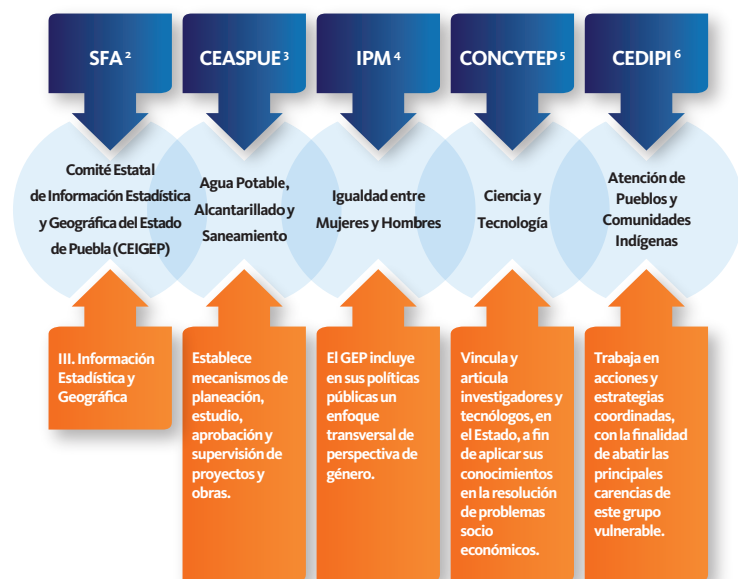 SFA ²
CEASPUE ³
IPM ⁴
CONCYTEP ⁵
CEDIPI ⁶
Comité Estatal
de Información Estadística
y Geográfica del Estado
de Puebla (CEIGEP)
Agua Potable,
Alcantarillado y
Saneamiento
Igualdad entre
Mujeres y Hombres
Ciencia y
Tecnología
Atención de
Pueblos y
Comunidades
Indígenas
III. Información
Estadística y
Geográfica
Establece
mecanismos de
planeación,
estudio,
aprobación y
supervisión de
proyectos y
obras.
El GEP incluye
en sus políticas
públicas un
enfoque
transversal de
perspectiva de
género.
Vincula y
articula
investigadores y
tecnólogos, en
el Estado, a fin
de aplicar sus
conocimientos
en la resolución
de problemas
socio
económicos.
Trabaja en
acciones y
estrategias
coordinadas,
con la finalidad
de abatir las
principales
carencias de
este grupo
vulnerable.